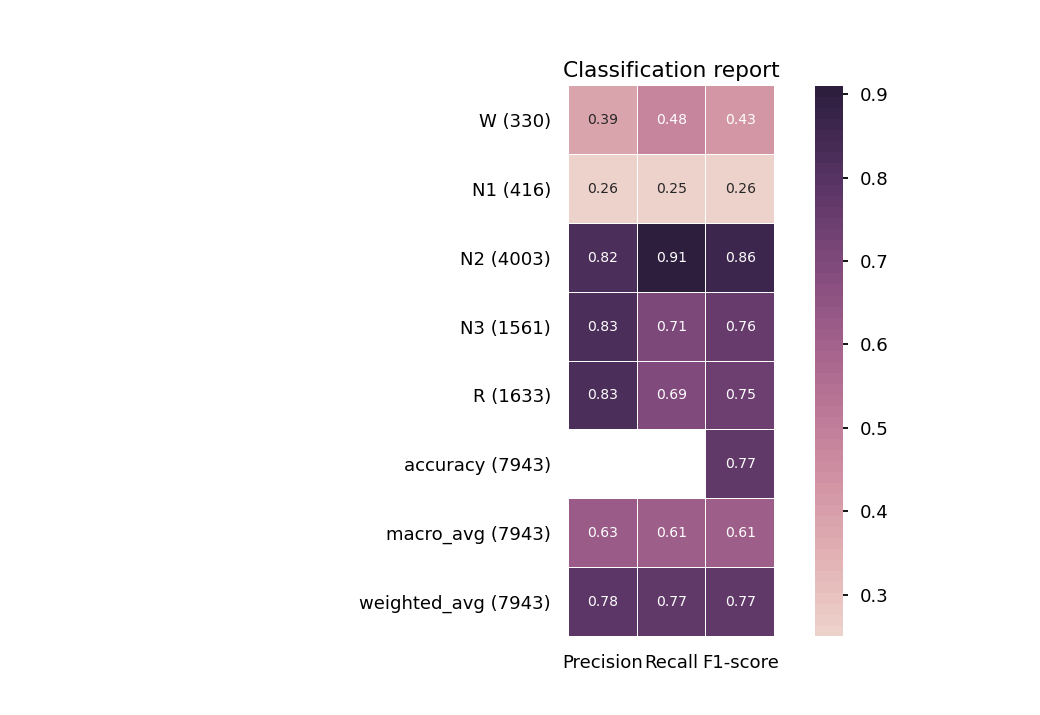 Classification report
W (330) 0.39 0.48 0.43
N1 (416) 0.26 0.25 0.26
N2 (4003) 0.82 0.91 0.86
N3 (1561) 0.83 0.71 0.76
R (1633) 0.83 0.69 0.75
accuracy (7943) 0.77
macro_avg (7943) 0.63 0.61 0.61
weighted_avg (7943) 0.78 0.77 0.77
Precision Recall F1-score
0.9
0.8
0.7
0.6
0.5
0.4
0.3